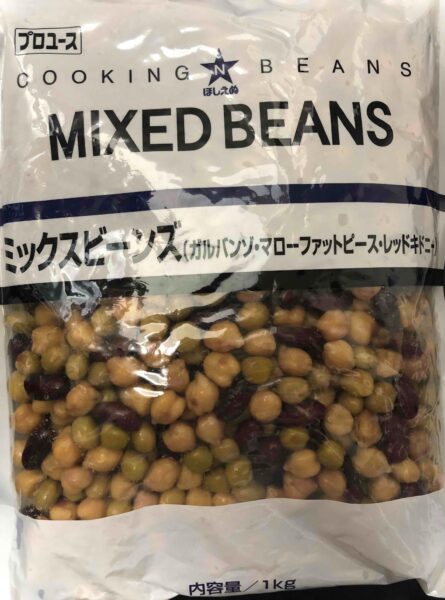 プロユース
COOKING N BEANS
ほしえぬ
MIXED BEANS
ミックスビーンズ(ガルバンゾ・マローファットピース・レッドキドニー
内容量/1kg